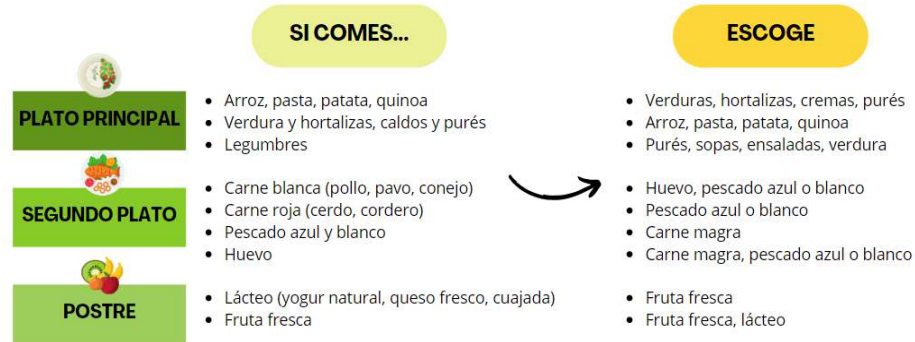 SI COMES...
ESCOGE
PLATO PRINCIPAL
• Arroz, pasta, patata, quinoa
• Verdura y hortalizas, caldos y purés
• Legumbres
• Verduras, hortalizas, cremas, purés
• Arroz, pasta, patata, quinoa
• Purés, sopas, ensaladas, verdura
SEGUNDO PLATO
• Carne blanca (pollo, pavo, conejo)
• Carne roja (cerdo, cordero)
• Pescado azul y blanco
• Huevo
• Huevo, pescado azul o blanco
• Pescado azul o blanco
• Carne magra
• Carne magra, pescado azul o blanco
POSTRE
• Lácteo (yogur natural, queso fresco, cuajada)
• Fruta fresca
• Fruta fresca
• Fruta fresca, lácteo